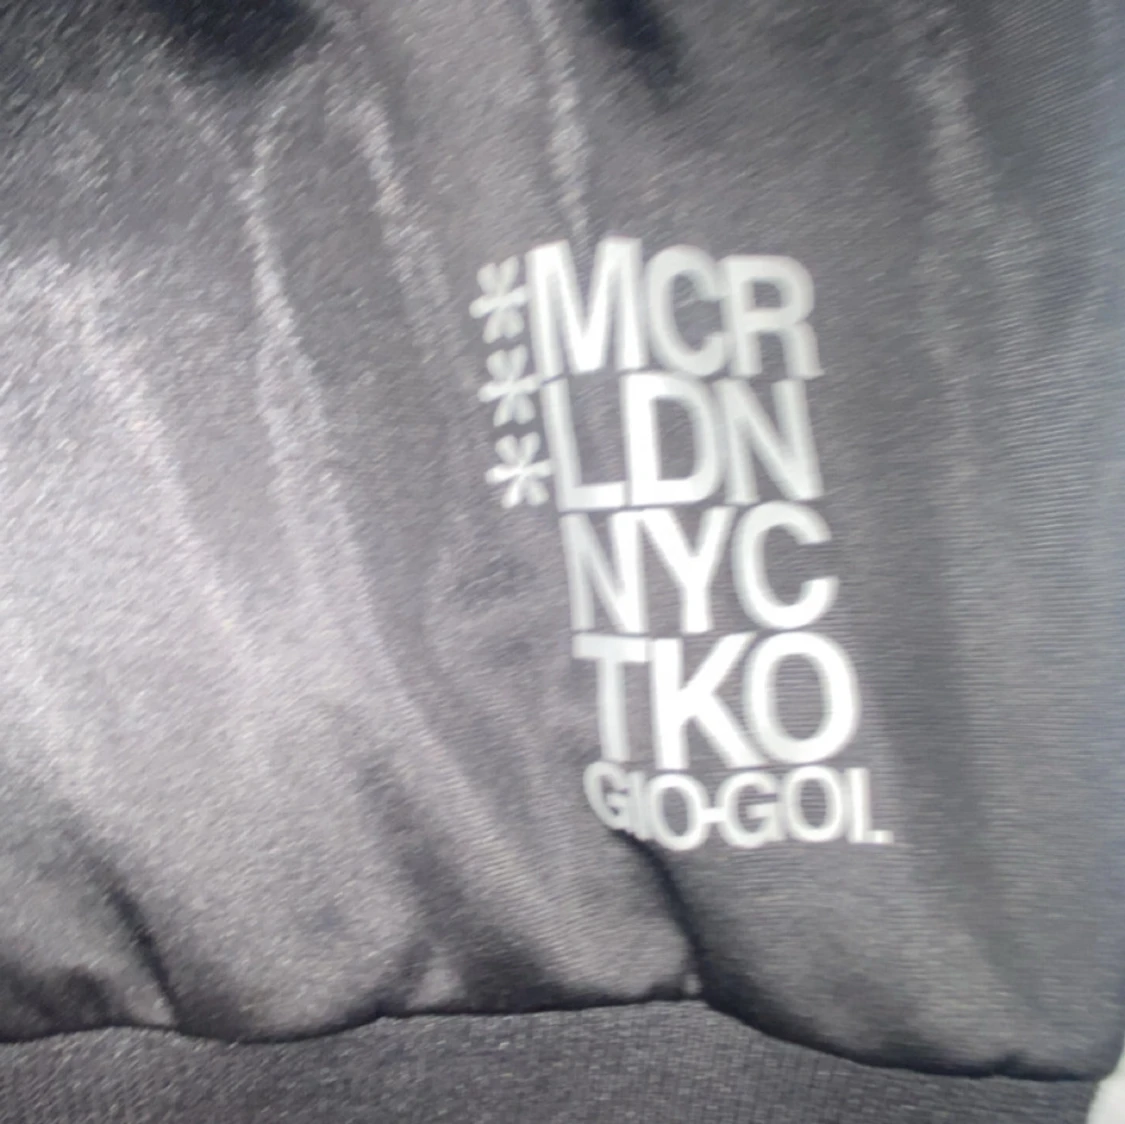 ***MCR
LDN
NYC
TKO
GIO-GOI.